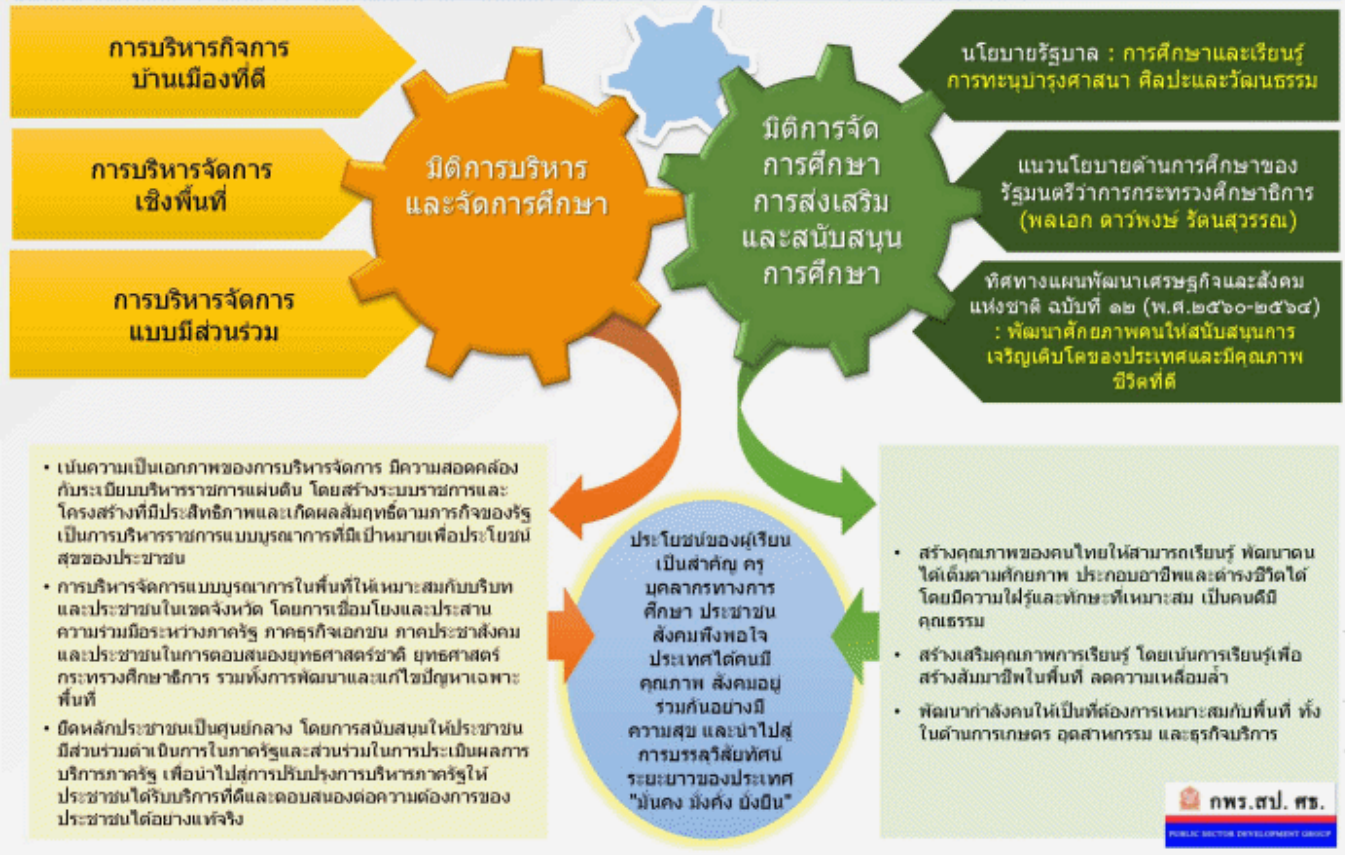 การบริหารกิจการ
บ้านเมืองที่ดี
การบริหารจัดการ
เชิงพื้นที่
การบริหารจัดการ
แบบมีส่วนร่วม
มิติการบริหาร
และจัดการศึกษา
มิติการจัด
การศึกษา
การส่งเสริม
และสนับสนุน
การศึกษา
นโยบายรัฐบาล : การศึกษาและเรียนรู้
การทะนุบำรุงศาสนา ศิลปะและวัฒนธรรม
แนวนโยบายด้านการศึกษาของ
รัฐมนตรีว่าการกระทรวงศึกษาธิการ
(พลเอก ดาว์พงษ์ รัตนสุวรรณ)
ทิศทางแผนพัฒนาเศรษฐกิจและสังคม
แห่งชาติ ฉบับที่ ๑๒ (พ.ศ.๒๕๖๐-๒๕๖๔)
: พัฒนาศักยภาพคนให้สนับสนุนการ
เจริญเติบโตของประเทศและมีคุณภาพ
ชีวิตที่ดี
• เน้นความเป็นเอกภาพของการบริหารจัดการ มีความสอดคล้อง
กับระเบียบบริหารราชการแผ่นดิน โดยสร้างระบบราชการและ
โครงสร้างที่มีประสิทธิภาพและเกิดผลสัมฤทธิ์ตามภารกิจของรัฐ
เป็นการบริหารราชการแบบบูรณาการที่มีเป้าหมายเพื่อประโยชน์
สุขของประชาชน
• การบริหารจัดการแบบบูรณาการในพื้นที่ให้เหมาะสมกับบริบท
และประชาชนในเขตจังหวัด โดยการเชื่อมโยงและประสาน
ความร่วมมือระหว่างภาครัฐ ภาคธุรกิจเอกชน ภาคประชาสังคม
และประชาชนในการตอบสนองยุทธศาสตร์ชาติ ยุทธศาสตร์
กระทรวงศึกษาธิการ รวมทั้งการพัฒนาและแก้ไขปัญหาเฉพาะ
พื้นที่
• ยึดหลักประชาชนเป็นศูนย์กลาง โดยการสนับสนุนให้ประชาชน
มีส่วนร่วมดำเนินการในภาครัฐและส่วนร่วมในการประเมินผลการ
บริการภาครัฐ เพื่อนำไปสู่การปรับปรุงการบริหารภาครัฐให้
ประชาชนได้รับบริการที่ดีและตอบสนองต่อความต้องการของ
ประชาชนได้อย่างแท้จริง
ประโยชน์ของผู้เรียน
เป็นสำคัญ ครู
บุคลากรทางการ
ศึกษา ประชาชน
สังคมพึงพอใจ
ประเทศได้คนมี
คุณภาพ สังคมอยู่
ร่วมกันอย่างมี
ความสุข และนำไปสู่
การบรรลุวิสัยทัศน์
ระยะยาวของประเทศ
"มั่นคง มั่งคั่ง ยั่งยืน"
• สร้างคุณภาพของคนไทยให้สามารถเรียนรู้ พัฒนาตน
ได้เต็มตามศักยภาพ ประกอบอาชีพและดำรงชีวิตได้
โดยมีความใฝ่รู้และทักษะที่เหมาะสม เป็นคนดีมี
คุณธรรม
• สร้างเสริมคุณภาพการเรียนรู้ โดยเน้นการเรียนรู้เพื่อ
สร้างสัมมาชีพในพื้นที่ ลดความเหลื่อมล้ำ
• พัฒนากำลังคนให้เป็นที่ต้องการเหมาะสมกับพื้นที่ ทั้ง
ในด้านการเกษตร อุตสาหกรรม และธุรกิจบริการ
กพร.สป. ศธ.
PUBLIC SECTOR DEVELOPMENT GROUP